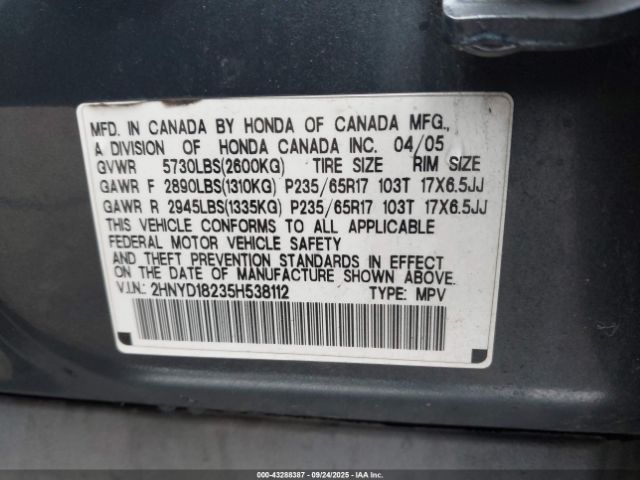 MFD. IN CANADA BY HONDA OF CANADA MFG.,
A DIVISION OF HONDA CANADA INC. 04/05
GVWR 5730LBS(2600KG) TIRE SIZE RIM SIZE
GAWR F 2890LBS(1310KG) P235/65R17 103T 17X6.5JJ
GAWR R 2945LBS(1335KG) P235/65R17 103T 17X6.5JJ
THIS VEHICLE CONFORMS TO ALL APPLICABLE
FEDERAL MOTOR VEHICLE SAFETY
AND THEFT PREVENTION STANDARDS IN EFFECT
ON THE DATE OF MANUFACTURE SHOWN ABOVE.
V.I.N.: 2HNYD18235H538112 TYPE: MPV
000-43288387 - 09/24/2025 - IAAI.COM